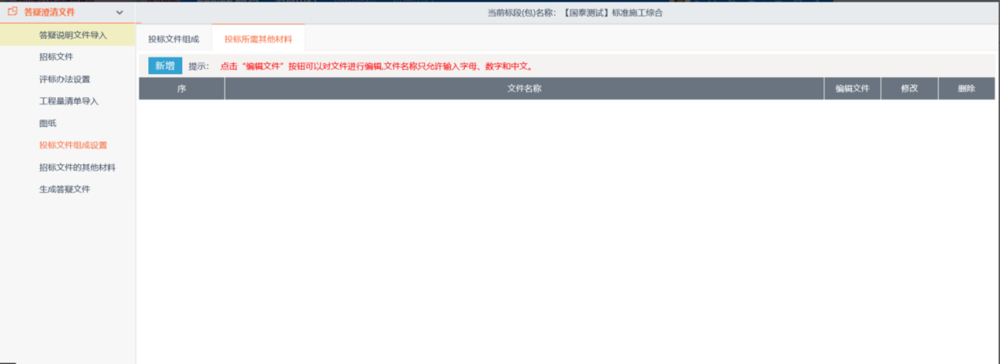 答疑澄清文件
当前标段(包)名称：【国泰测试】标准施工综合
答疑说明文件导入
招标文件
评标办法设置
工程量清单导入
图纸
投标文件组成设置
招标文件的其他材料
生成答疑文件
投标文件组成 投标所需其他材料
新增 提示： 点击“编辑文件”按钮可以对文件进行编辑,文件名称只允许输入字母、数字和中文。
序 文件名称 编辑文件 修改 删除